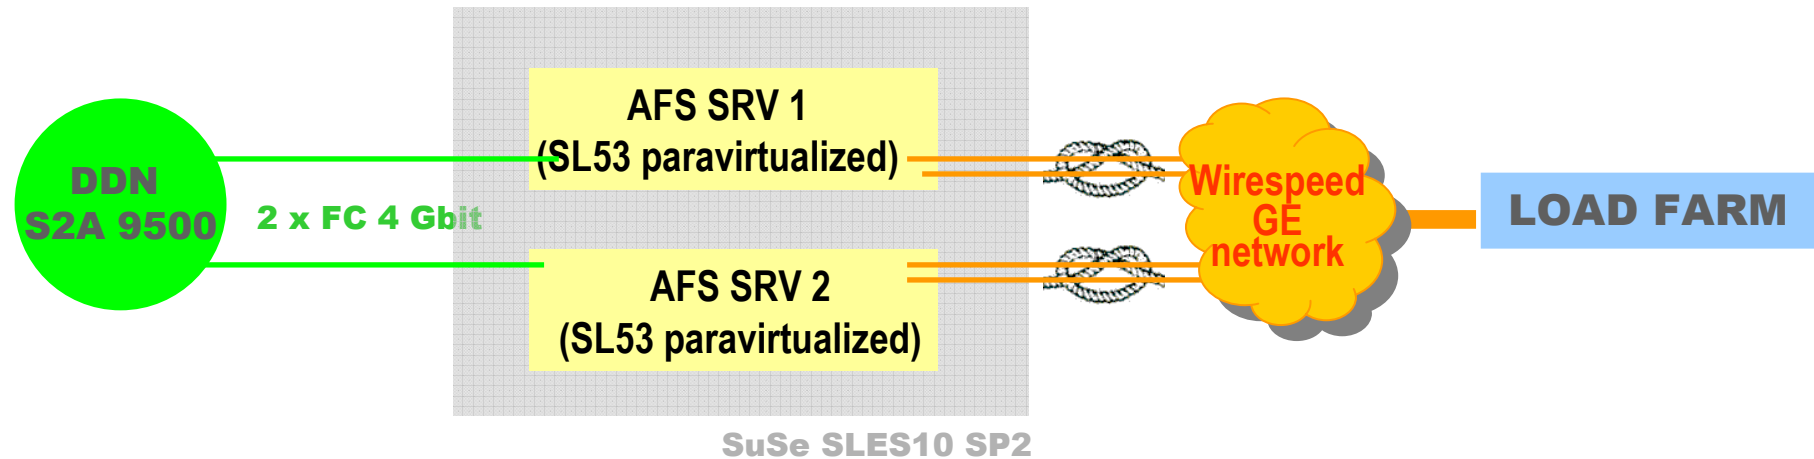 DDN
S2A 9500
2 x FC 4 Gbit
AFS SRV 1
(SL53 paravirtualized)
AFS SRV 2
(SL53 paravirtualized)
Wirespeed
GE
network
LOAD FARM
SuSe SLES10 SP2